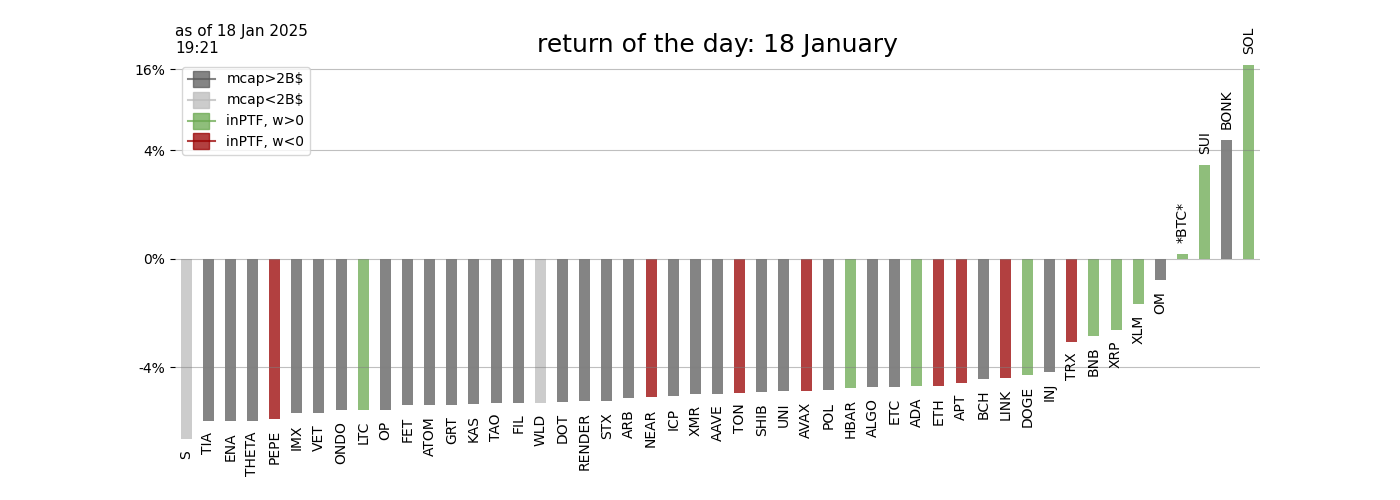 as of 18 Jan 2025
19:21
return of the day: 18 January
16%
4%
0%
-4%
mcap>2B$
mcap<2B$
inPTF, w>0
inPTF, w<0
S
TIA
ENA
THETA
PEPE
IMX
VET
ONDO
LTC
OP
FET
ATOM
GRT
KAS
TAO
FIL
WLD
DOT
RENDER
STX
ARB
NEAR
ICP
XMR
AAVE
TON
SHIB
UNI
AVAX
POL
HBAR
ALGO
ETC
ADA
ETH
APT
BCH
LINK
DOGE
INJ
TRX
BNB
XRP
XLM
OM
*BTC*
SUI
BONK
SOL